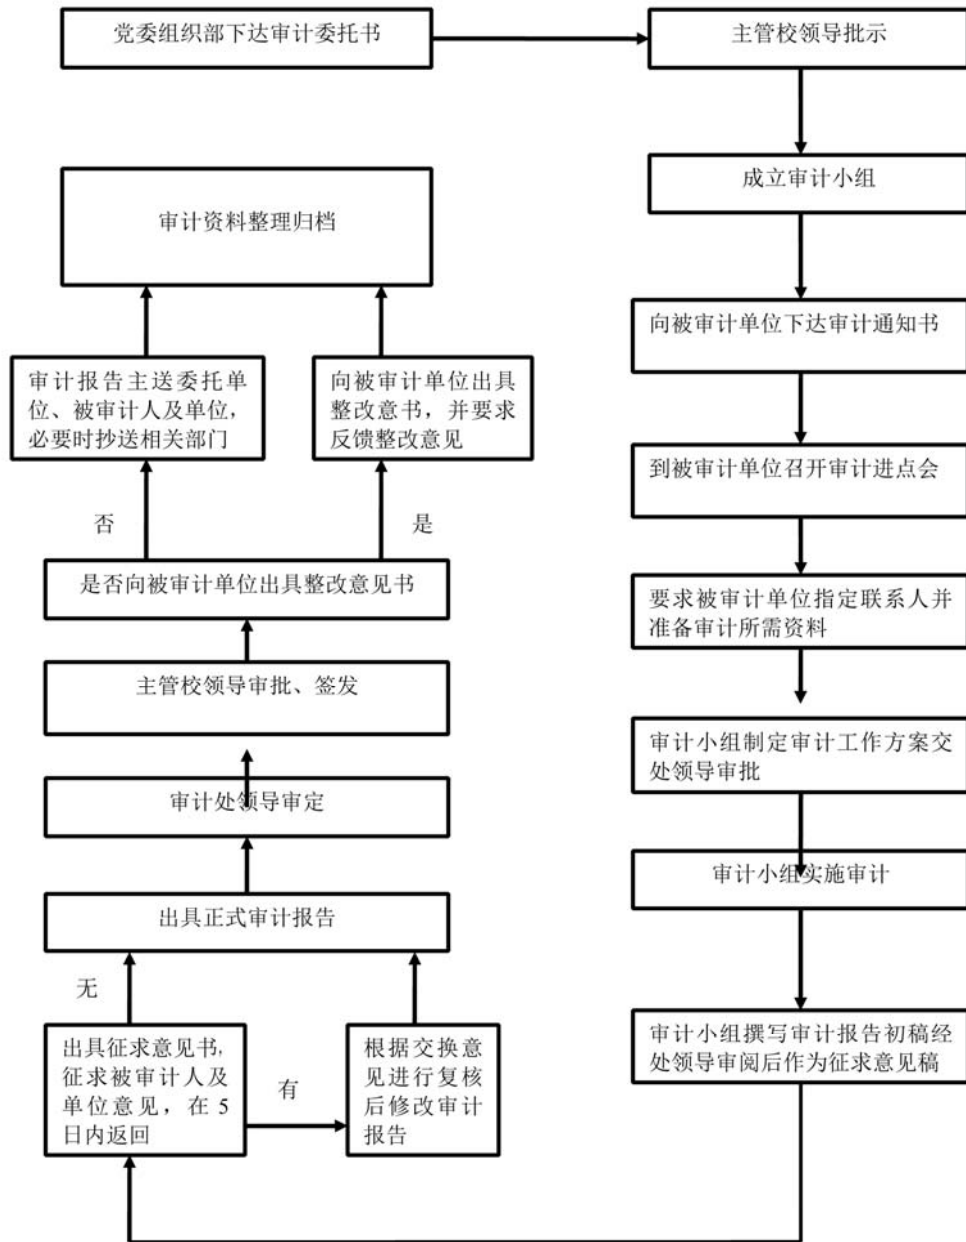 党委组织部下达审计委托书
主管校领导批示
成立审计小组
向被审计单位下达审计通知书
到被审计单位召开审计进点会
要求被审计单位指定联系人并
准备审计所需资料
审计小组制定审计工作方案交
处领导审批
审计小组实施审计
审计小组撰写审计报告初稿经
处领导审阅后作为征求意见稿
出具征求意见书,
征求被审计人及
单位意见，在 5
日内返回
有
根据交换意
见进行复核
后修改审计
报告
无
出具正式审计报告
审计处领导审定
主管校领导审批、签发
是否向被审计单位出具整改意见书
否
是
审计报告主送委托单
位、被审计人及单位,
必要时抄送相关部门
向被审计单位出具
整改意书，并要求
反馈整改意见
审计资料整理归档